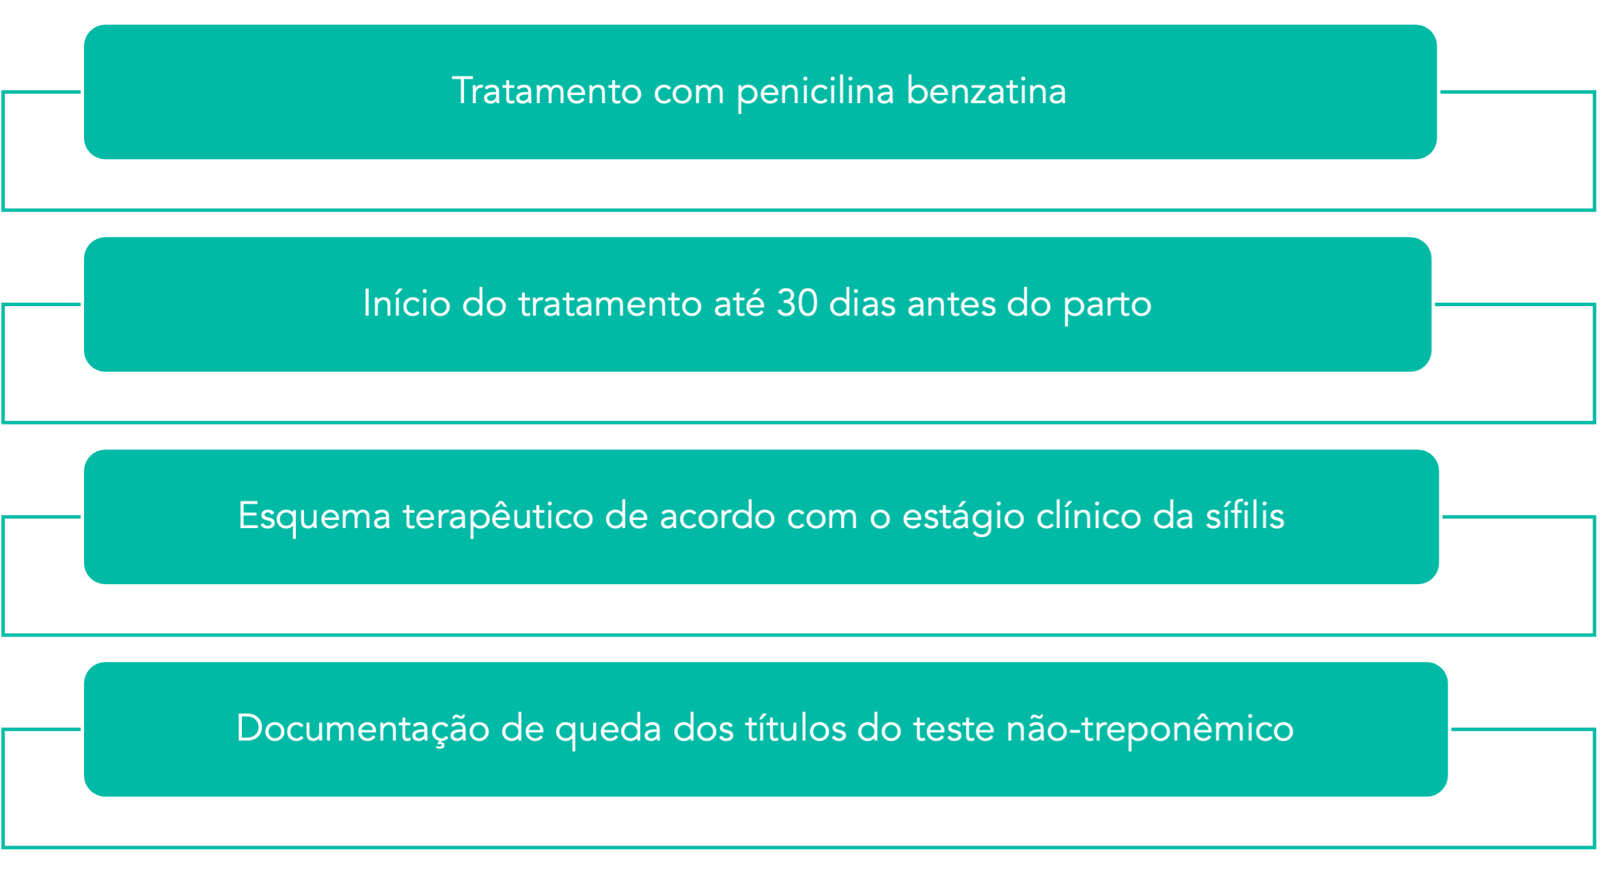 Tratamento com penicilina benzatina
Início do tratamento até 30 dias antes do parto
Esquema terapêutico de acordo com o estágio clínico da sífilis
Documentação de queda dos títulos do teste não-treponêmico